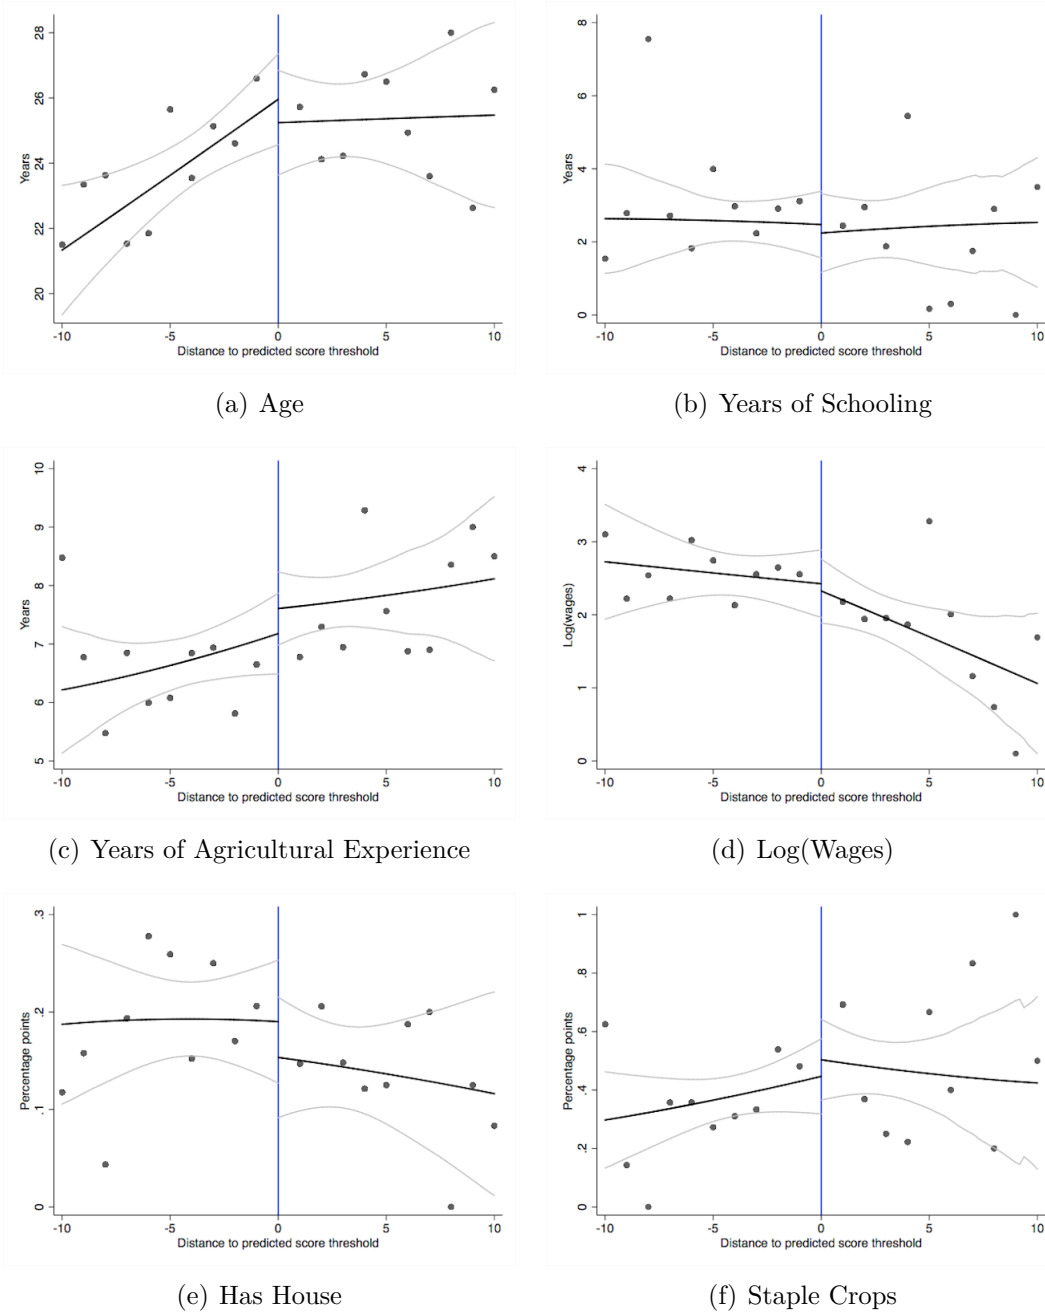 28
26
24
22
20
Years
-10 -5 0 5 10
Distance to predicted score threshold
(a) Age
8
6
4
2
0
Years
-10 -5 0 5 10
Distance to predicted score threshold
(b) Years of Schooling
10
9
8
7
6
5
Years
-10 -5 0 5 10
Distance to predicted score threshold
(c) Years of Agricultural Experience
4
3
2
1
0
Log(wages)
-10 -5 0 5 10
Distance to predicted score threshold
(d) Log(Wages)
.3
.2
.1
0
Percentage points
-10 -5 0 5 10
Distance to predicted score threshold
(e) Has House
1
.8
.6
.4
.2
0
Percentage points
-10 -5 0 5 10
Distance to predicted score threshold
(f) Staple Crops